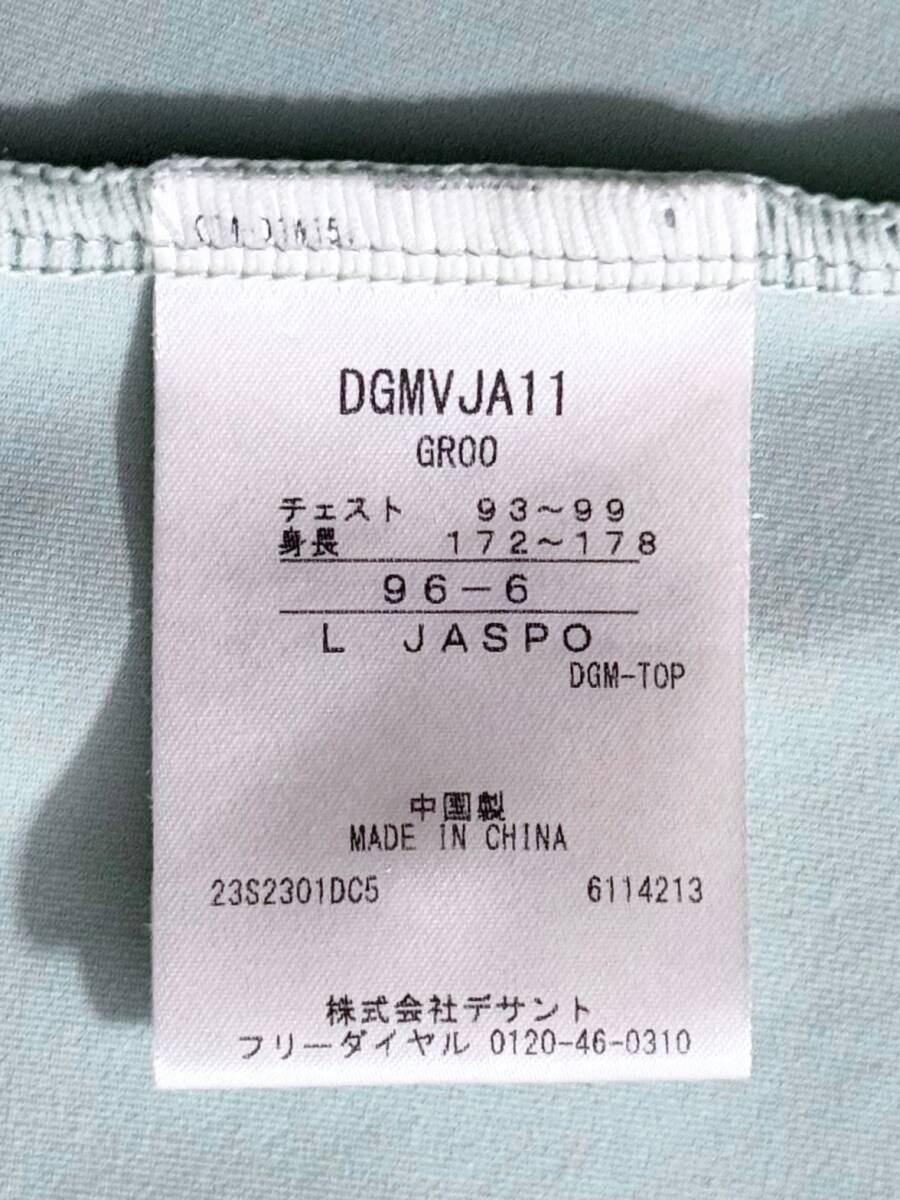 DGMVJA11
GR00
チェスト 93～99
身長 172～178
96－6
L JASPO
DGM-TOP
中国製
MADE IN CHINA
23S2301DC5 6114213
株式会社デサント
フリーダイヤル 0120-46-0310